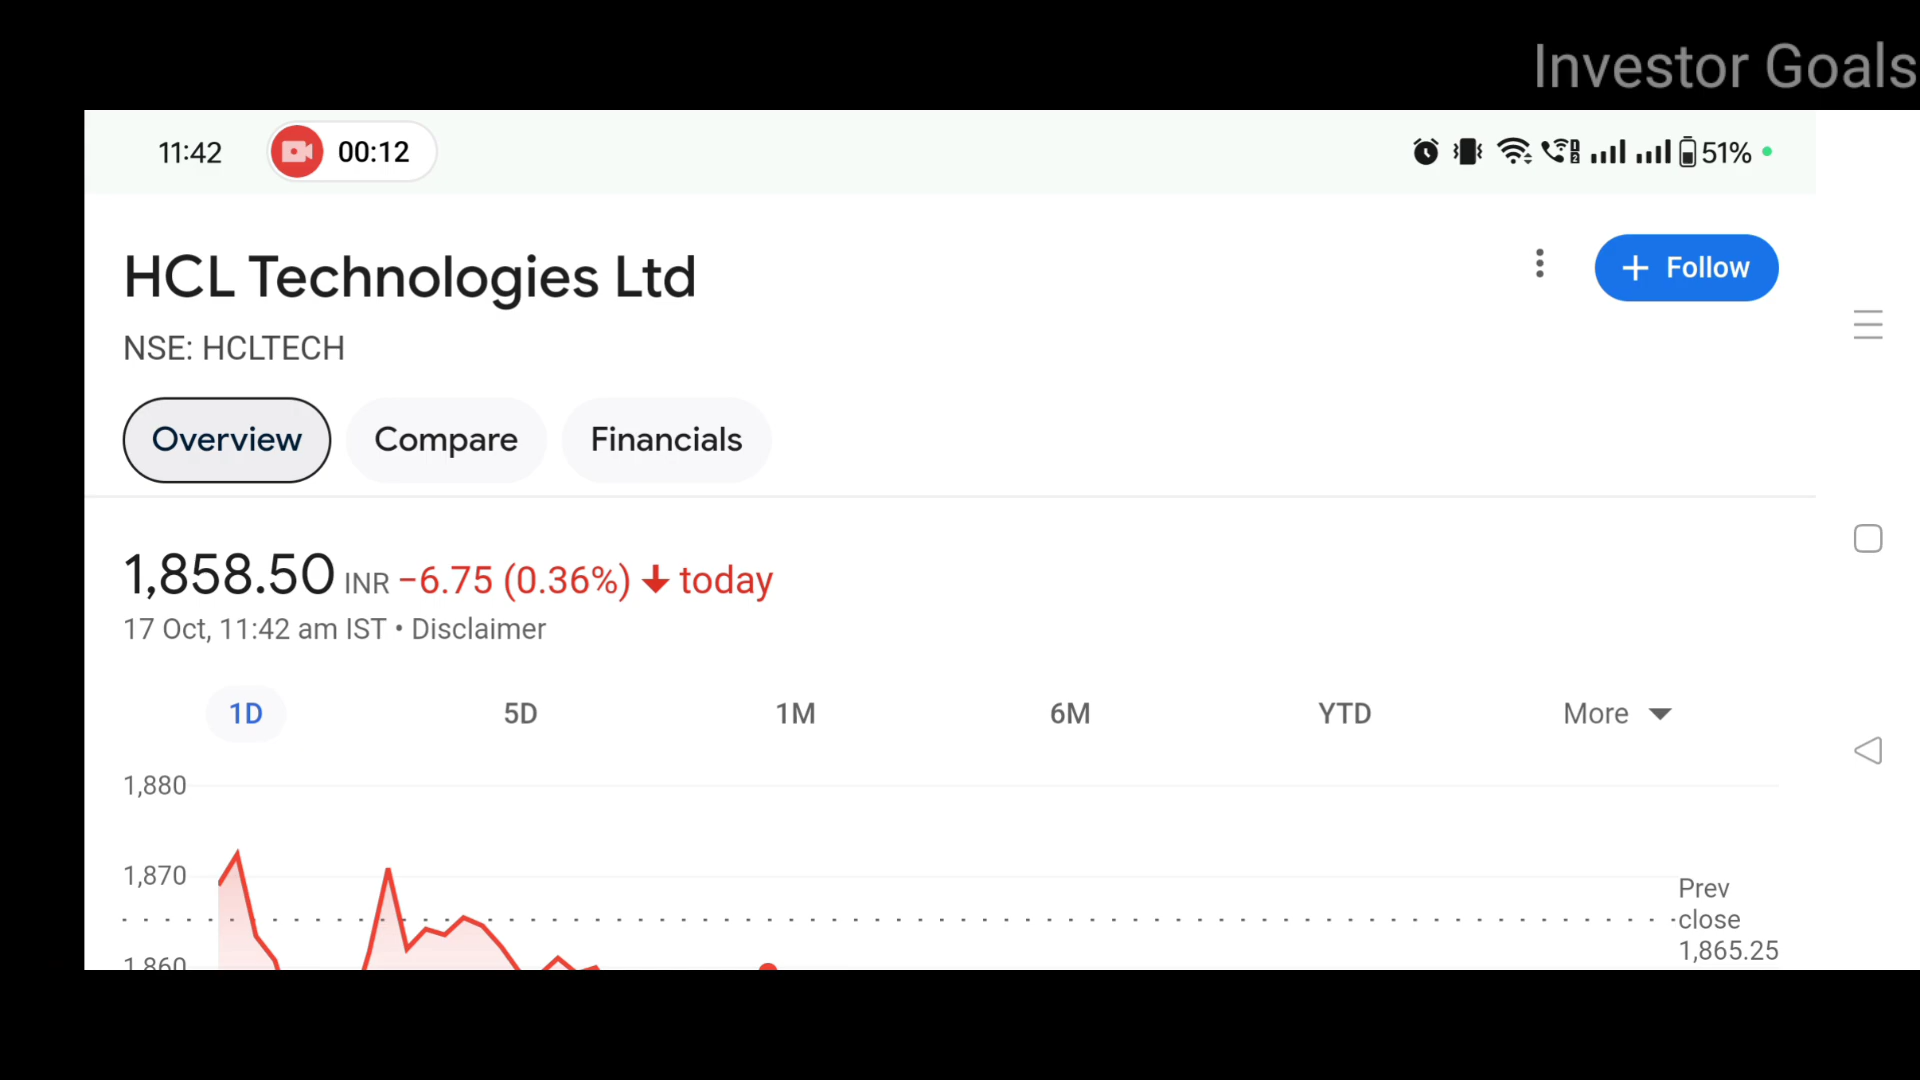 Investor Goals
11:42 00:12 51%
HCL Technologies Ltd
+ Follow
NSE: HCLTECH
Overview Compare Financials
1,858.50 INR −6.75 (0.36%) ↓ today
17 Oct, 11:42 am IST • Disclaimer
1D 5D 1M 6M YTD More
1,880
1,870
Prev
close
1,865.25
1,860